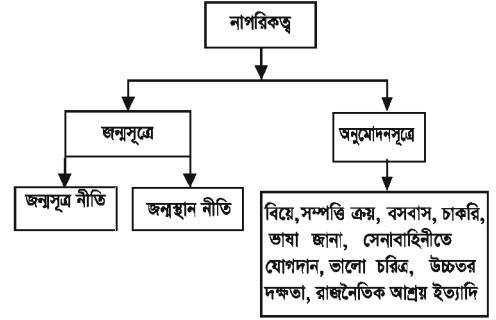 নাগরিকত্ব
জন্মসূত্রে
অনুমোদনসূত্রে
জন্মসূত্র নীতি
জন্মস্থান নীতি
বিয়ে, সম্পত্তি ক্রয়, বসবাস, চাকরি,
ভাষা জানা, সেনাবাহিনীতে
যোগদান, ভালো চরিত্র, উচ্চতর
দক্ষতা, রাজনৈতিক আশ্রয় ইত্যাদি